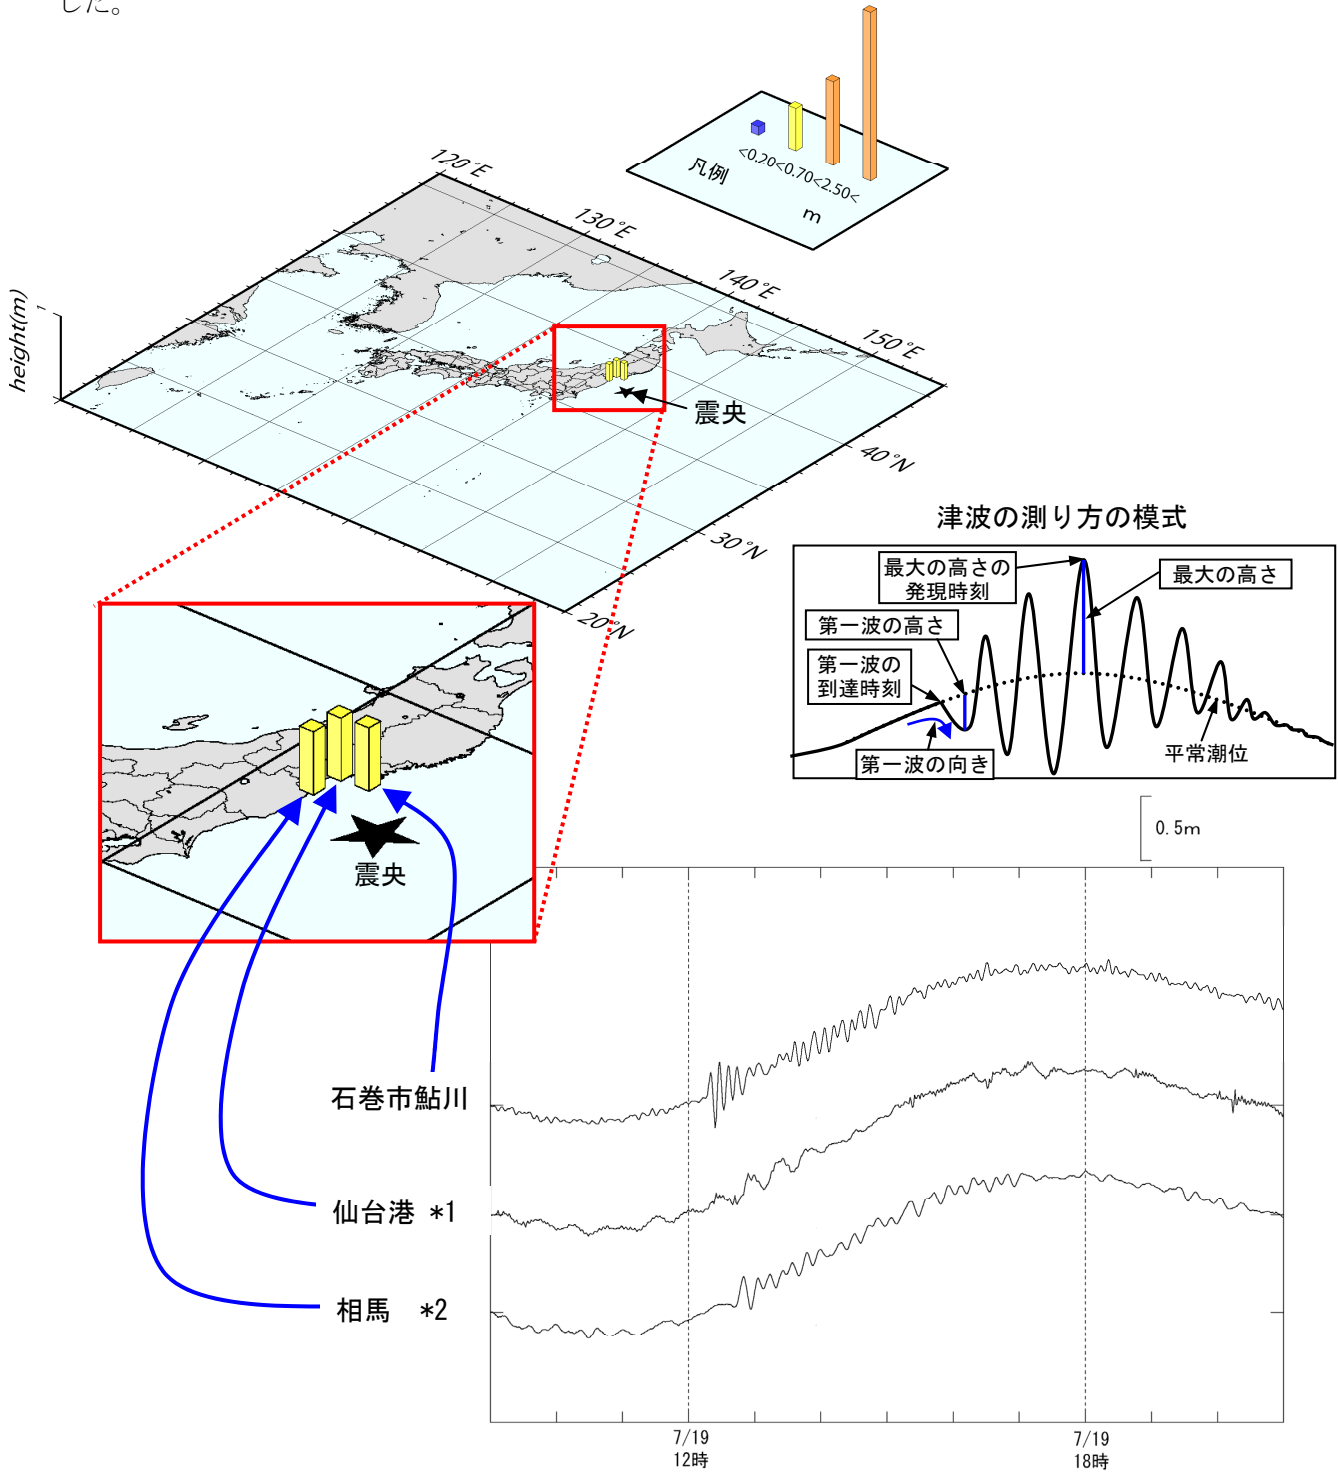 した。
<0.20<0.70<2.50<
凡例
m
120°E
130°E
140°E
150°E
height(m)
1
震央
40°N
30°N
20°N
津波の測り方の模式
最大の高さの
発現時刻
最大の高さ
第一波の高さ
第一波の
到達時刻
第一波の向き
平常潮位
0.5m
震央
石巻市鮎川
仙台港 *1
相馬 *2
7/19
12時
7/19
18時